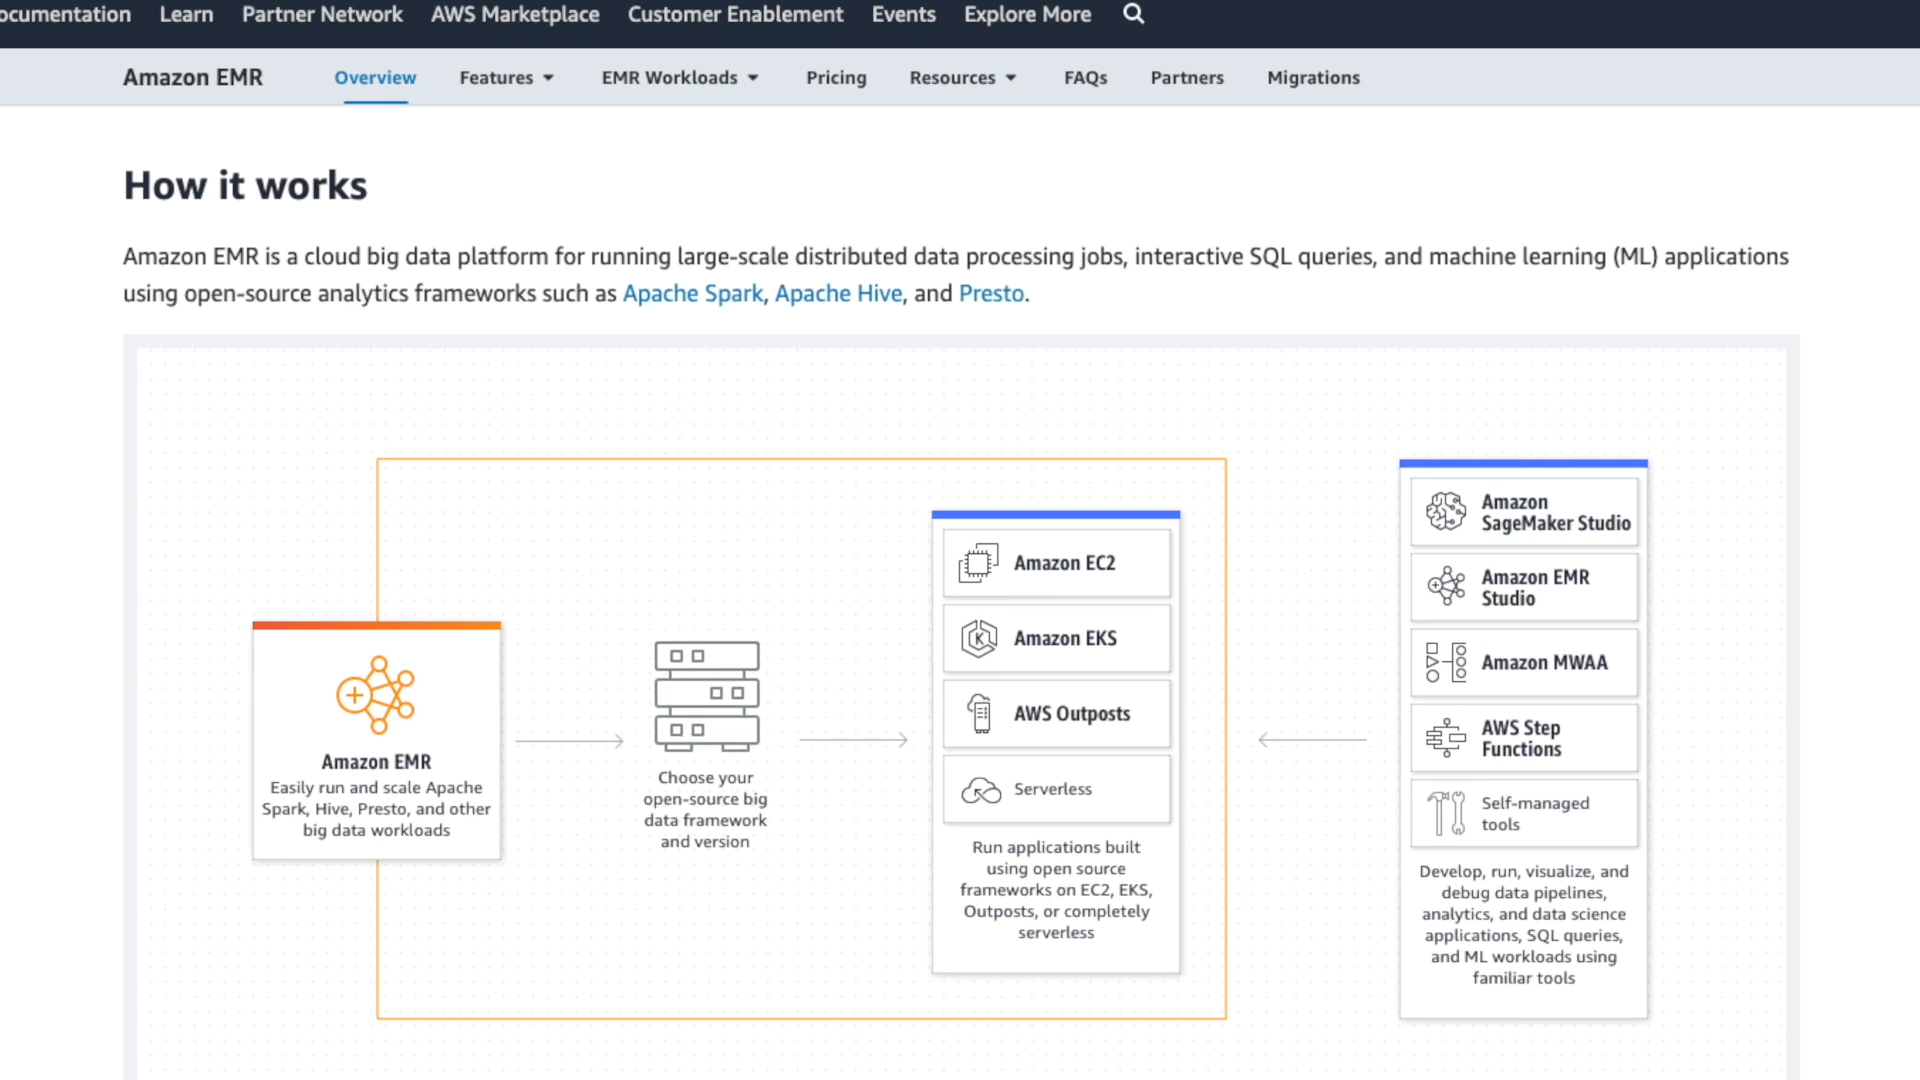 ocumentation Learn Partner Network AWS Marketplace Customer Enablement Events Explore More
Amazon EMR Overview Features EMR Workloads Pricing Resources FAQs Partners Migrations
How it works
Amazon EMR is a cloud big data platform for running large-scale distributed data processing jobs, interactive SQL queries, and machine learning (ML) applications
using open-source analytics frameworks such as Apache Spark, Apache Hive, and Presto.
Amazon EMR
Easily run and scale Apache
Spark, Hive, Presto, and other
big data workloads
Choose your
open-source big
data framework
and version
Amazon EC2
Amazon EKS
AWS Outposts
Serverless
Run applications built
using open source
frameworks on EC2, EKS,
Outposts, or completely
serverless
Amazon
SageMaker Studio
Amazon EMR
Studio
Amazon MWAA
AWS Step
Functions
Self-managed
tools
Develop, run, visualize, and
debug data pipelines,
analytics, and data science
applications, SQL queries,
and ML workloads using
familiar tools